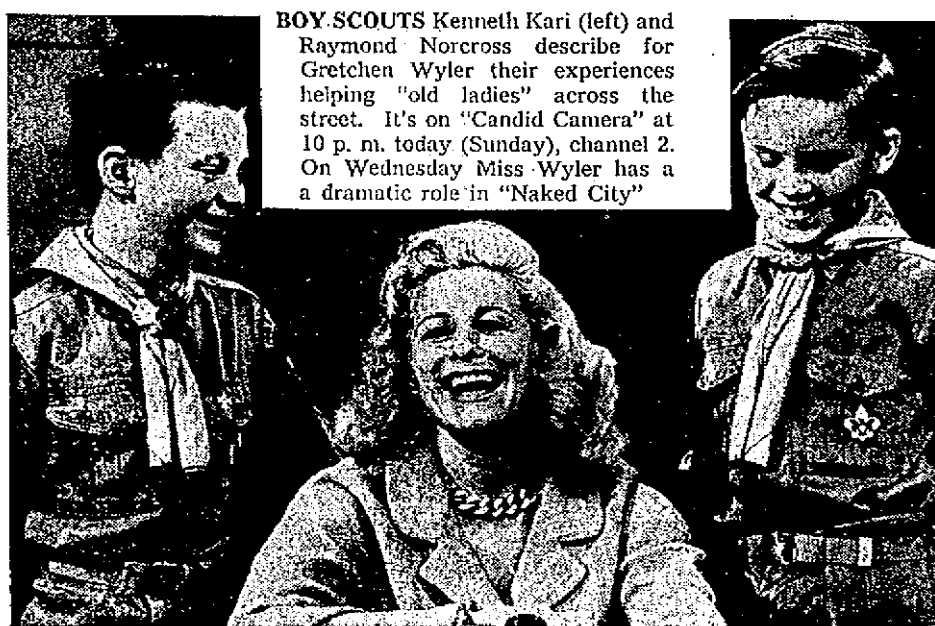 BOY SCOUTS Kenneth Kari (left) and
Raymond Norcross describe for
Gretchen Wyler their experiences
helping "old ladies" across the
street. It's on "Candid Camera" at
10 p. m. today (Sunday), channel 2.
On Wednesday Miss Wyler has a
a dramatic role in "Naked City"